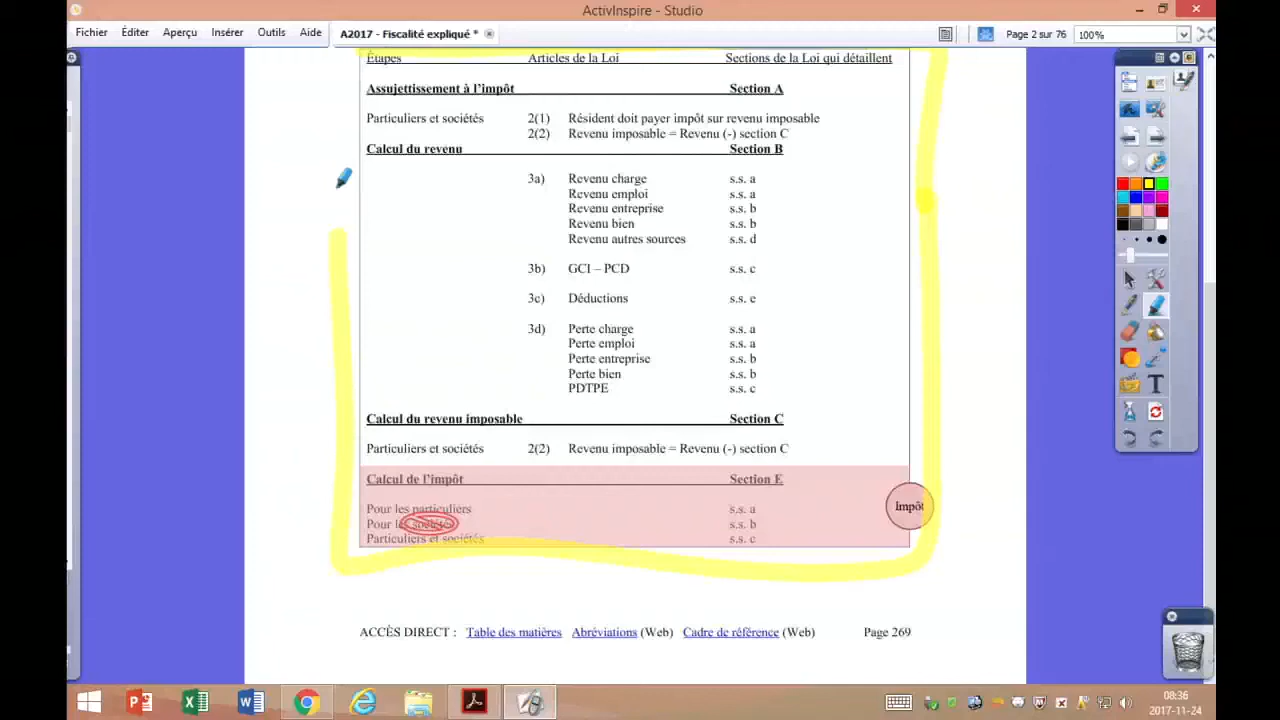 ActivInspire - Studio
Fichier Éditer Aperçu Insérer Outils Aide A2017 - Fiscalité expliqué * Page 2 sur 76 100%
Étapes Articles de la Loi Sections de la Loi qui détaillent
Assujettissement à l'impôt Section A
Particuliers et sociétés 2(1) Résident doit payer impôt sur revenu imposable
2(2) Revenu imposable = Revenu (-) section C
Calcul du revenu Section B
3a) Revenu charge s.s. a
Revenu emploi s.s. a
Revenu entreprise s.s. b
Revenu bien s.s. b
Revenu autres sources s.s. d
3b) GCI – PCD s.s. c
3c) Déductions s.s. e
3d) Perte charge s.s. a
Perte emploi s.s. a
Perte entreprise s.s. b
Perte bien s.s. b
PDTPE s.s. c
Calcul du revenu imposable Section C
Particuliers et sociétés 2(2) Revenu imposable = Revenu (-) section C
Calcul de l'impôt Section E
Impôt
Pour les particuliers s.s. a
Pour les sociétés s.s. b
Particuliers et sociétés s.s. c
ACCÈS DIRECT : Table des matières Abréviations (Web) Cadre de référence (Web) Page 269
08:36
2017-11-24